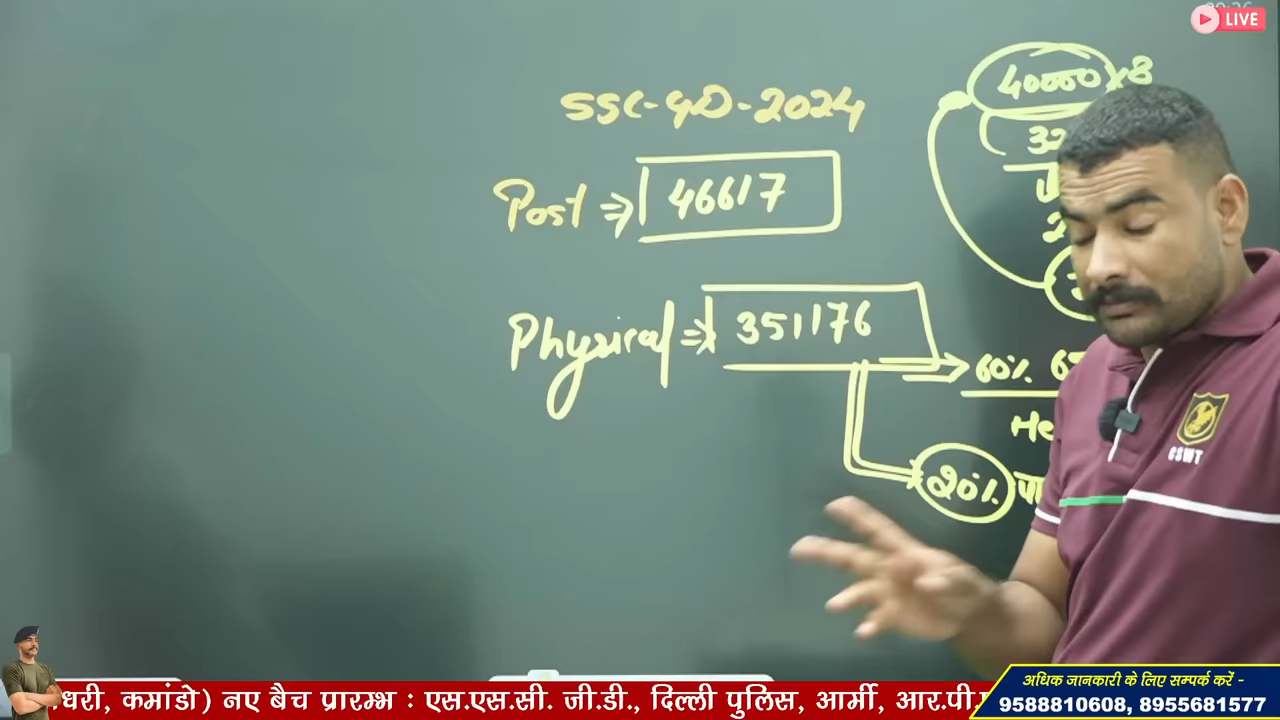 LIVE
40000 x 8
SSC-GD-2024
Post ⇒ 46617
Physical ⇒ 351176
60%
20%
CSWT
धरी, कमांडो) नए बैच प्रारम्भ : एस.एस.सी. जी.डी., दिल्ली पुलिस, आर्मी, आर.पी.
अधिक जानकारी के लिए सम्पर्क करें -
9588810608, 8955681577